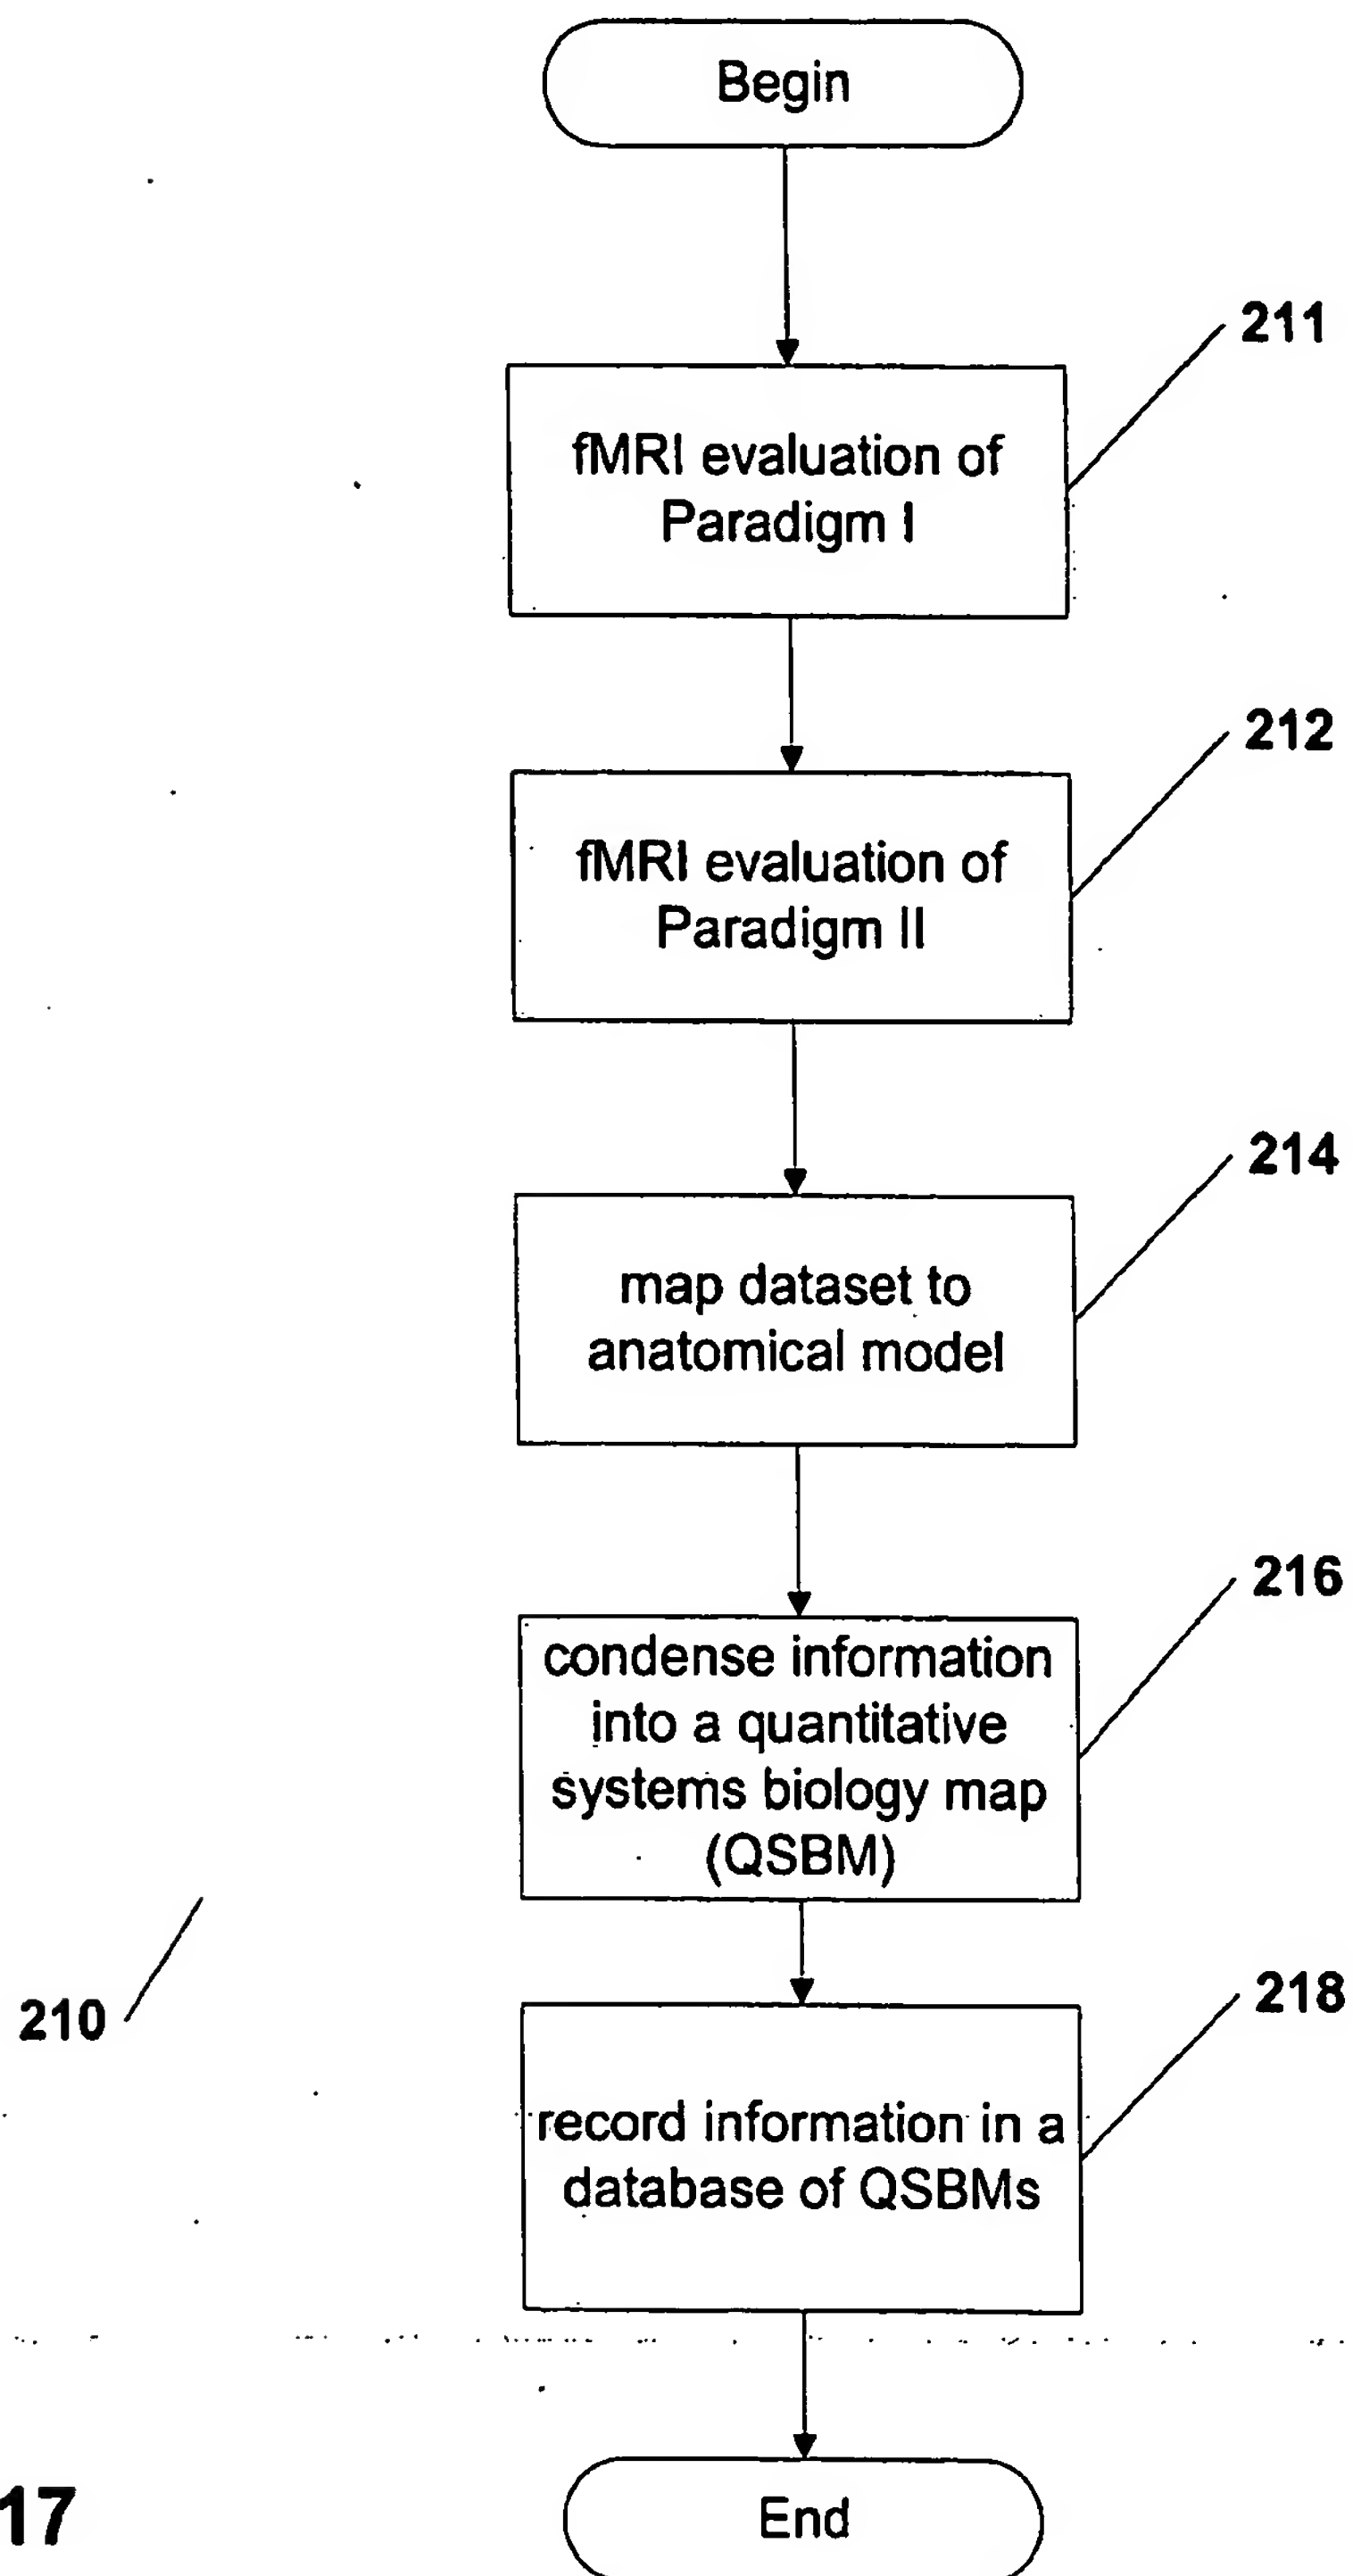 Begin
211
fMRI evaluation of
Paradigm I
212
fMRI evaluation of
Paradigm II
214
map dataset to
anatomical model
216
condense information
into a quantitative
systems biology map
(QSBM)
210
218
record information in a
database of QSBMs
17
End